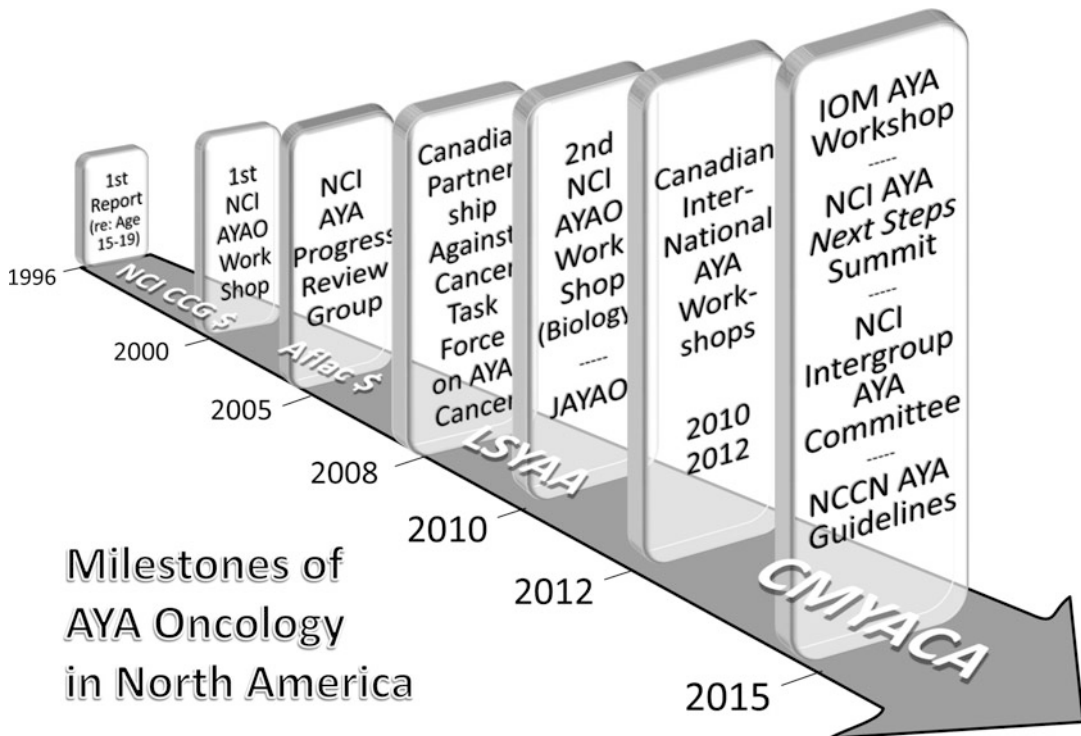 1st
Report
(re: Age
15-19)
1st
NCI
AYAO
Work
Shop
NCI
AYA
Progress
Review
Group
Canadian
Partner
ship
Against
Cancer
Task
Force
on AYA
Cancer
2nd
NCI
AYAO
Work
Shop
(Biology)
-----
JAYAO
Canadian
Inter-
National
AYA
Work-
shops
2010
2012
IOM AYA
Workshop
-----
NCI AYA
Next Steps
Summit
-----
NCI
Intergroup
AYA
Committee
-----
NCCN AYA
Guidelines
1996
2000
2005
2008
2010
2012
2015
NCI CCG $
Aflac $
LSYAA
CMYACA
Milestones of
AYA Oncology
in North America